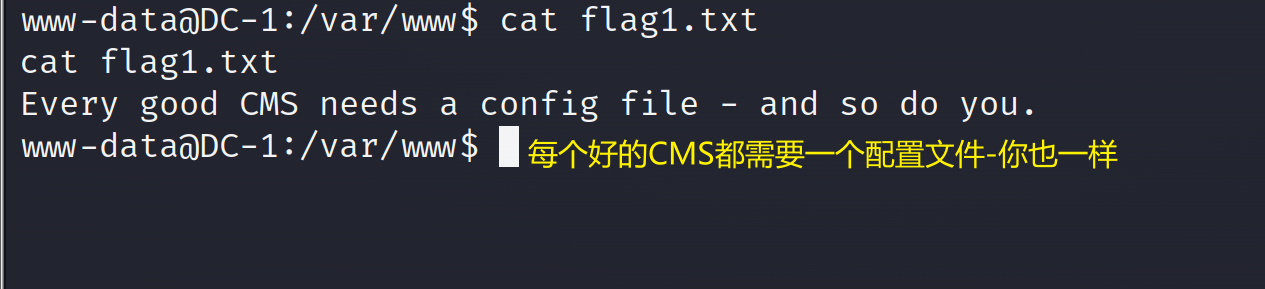 www-data@DC-1:/var/www$ cat flag1.txt
cat flag1.txt
Every good CMS needs a config file - and so do you.
www-data@DC-1:/var/www$ 每个好的CMS都需要一个配置文件-你也一样